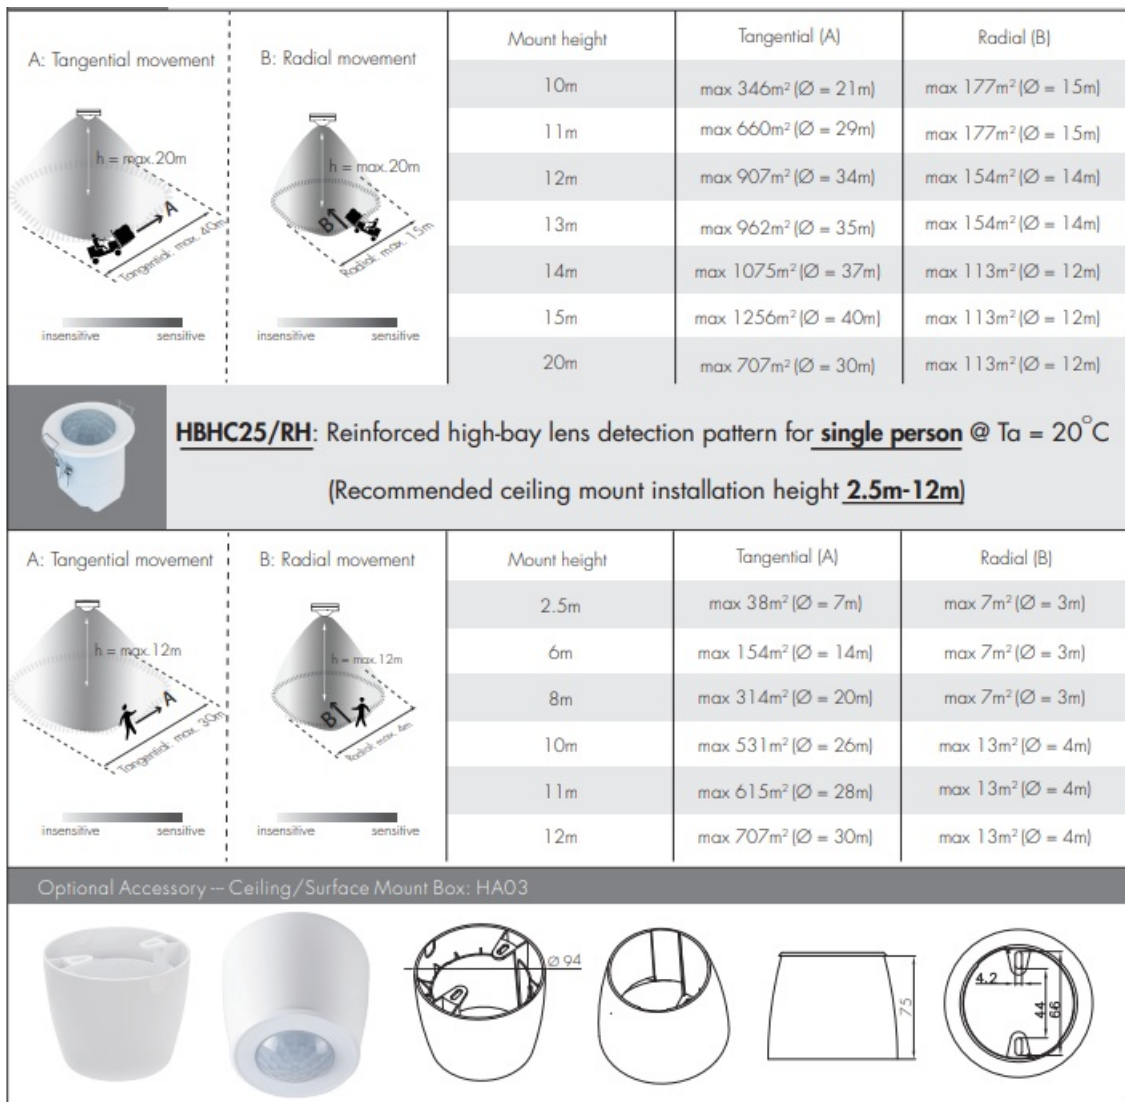 A: Tangential movement
B: Radial movement
h = max.20m
A
Tangential: max. 40m
insensitive
sensitive
h = max.20m
B
Radial: max. 15m
insensitive
sensitive
Mount height Tangential (A) Radial (B)
10m max 346m² (Ø = 21m) max 177m² (Ø = 15m)
11m max 660m² (Ø = 29m) max 177m² (Ø = 15m)
12m max 907m² (Ø = 34m) max 154m² (Ø = 14m)
13m max 962m² (Ø = 35m) max 154m² (Ø = 14m)
14m max 1075m² (Ø = 37m) max 113m² (Ø = 12m)
15m max 1256m² (Ø = 40m) max 113m² (Ø = 12m)
20m max 707m² (Ø = 30m) max 113m² (Ø = 12m)
HBHC25/RH: Reinforced high-bay lens detection pattern for single person @ Ta = 20°C
(Recommended ceiling mount installation height 2.5m-12m)
A: Tangential movement
B: Radial movement
h = max.12m
A
Tangential: max. 30m
insensitive
sensitive
h = max.12m
B
Radial: max. 4m
insensitive
sensitive
Mount height Tangential (A) Radial (B)
2.5m max 38m² (Ø = 7m) max 7m² (Ø = 3m)
6m max 154m² (Ø = 14m) max 7m² (Ø = 3m)
8m max 314m² (Ø = 20m) max 7m² (Ø = 3m)
10m max 531m² (Ø = 26m) max 13m² (Ø = 4m)
11m max 615m² (Ø = 28m) max 13m² (Ø = 4m)
12m max 707m² (Ø = 30m) max 13m² (Ø = 4m)
Optional Accessory --- Ceiling/Surface Mount Box: HA03
Ø 94
75
4.2
44
66